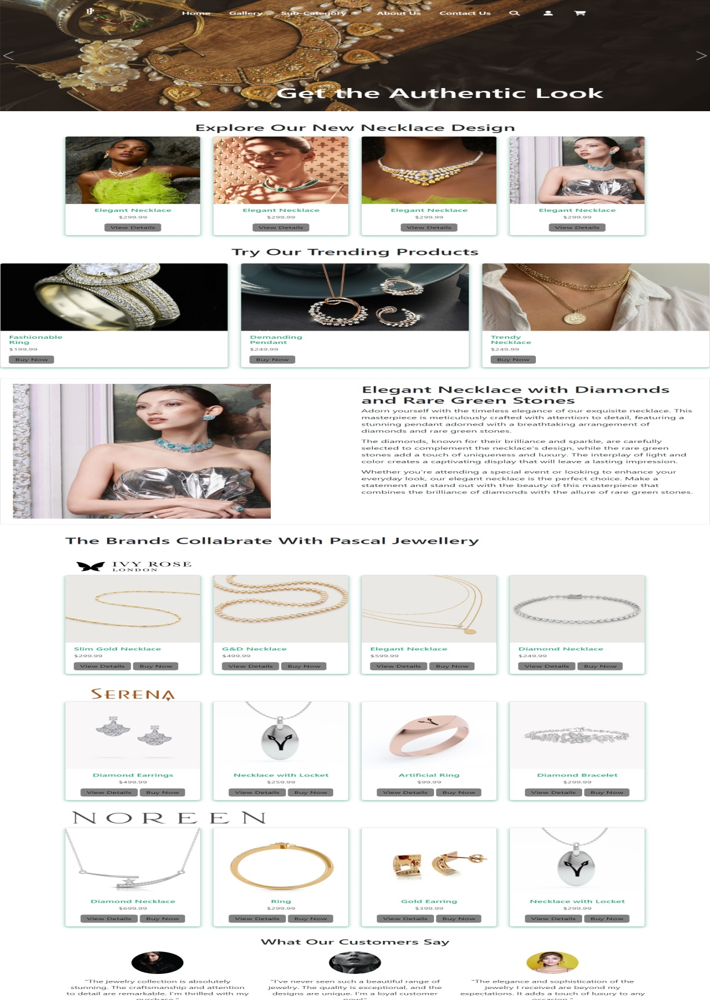 JP
Home Gallery Sub-Category About Us Contact Us
Get the Authentic Look
Explore Our New Necklace Design
Elegant Necklace Elegant Necklace Elegant Necklace Elegant Necklace
$299.99 $299.99 $299.99 $299.99
View Details View Details View Details View Details
Try Our Trending Products
Fashionable Demanding Trendy
Ring Pendant Necklace
$199.99 $249.99 $249.99
Buy Now Buy Now Buy Now
Elegant Necklace with Diamonds
and Rare Green Stones
Adorn yourself with the timeless elegance of our exquisite necklace. This
masterpiece is meticulously crafted with attention to detail, featuring a
stunning pendant adorned with a breathtaking arrangement of
diamonds and rare green stones.
The diamonds, known for their brilliance and sparkle, are carefully
selected to complement the necklace's design, while the rare green
stones add a touch of uniqueness and luxury. The interplay of light and
color creates a captivating display that will leave a lasting impression.
Whether you're attending a special event or looking to enhance your
everyday look, our elegant necklace is the perfect choice. Make a
statement and stand out with the beauty of this masterpiece that
combines the brilliance of diamonds with the allure of rare green stones.
The Brands Collabrate With Pascal Jewellery
IVY ROSE
LONDON
Slim Gold Necklace G&D Necklace Elegant Necklace Diamond Necklace
$299.99 $499.99 $599.99 $249.99
View Details Buy Now View Details Buy Now View Details Buy Now View Details Buy Now
SERENA
Diamond Earrings Necklace with Locket Artificial Ring Diamond Bracelet
$499.99 $259.99 $99.99 $299.99
View Details Buy Now View Details Buy Now View Details Buy Now View Details Buy Now
NOREEN
Diamond Necklace Ring Gold Earring Necklace with Locket
$699.99 $299.99 $399.99 $299.99
View Details Buy Now View Details Buy Now View Details Buy Now View Details Buy Now
What Our Customers Say
"The jewelry collection is absolutely
stunning. The craftsmanship and attention
to detail are remarkable. I'm thrilled with my
purchase."
"I've never seen such a beautiful range of
jewelry. The quality is exceptional, and the
designs are unique. I'm a loyal customer
now!"
"The elegance and sophistication of the
jewelry I received are beyond my
expectations. It adds a touch of luxury to any
occasion."